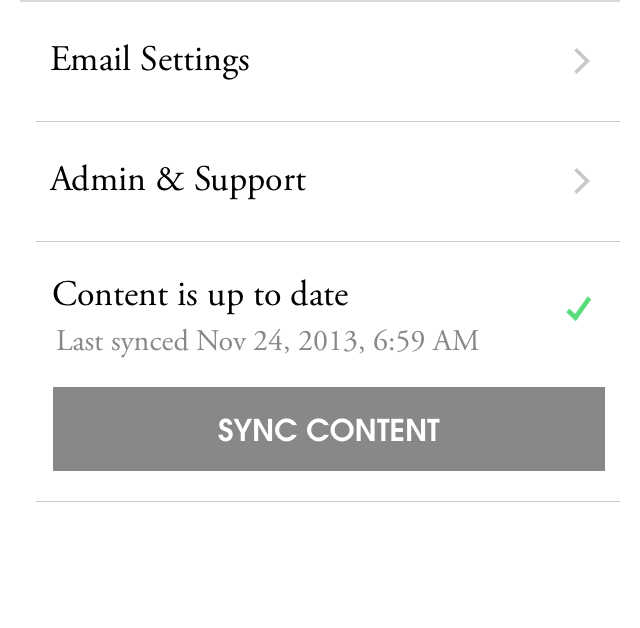 Email Settings
Admin & Support
Content is up to date
Last synced Nov 24, 2013, 6:59 AM
SYNC CONTENT